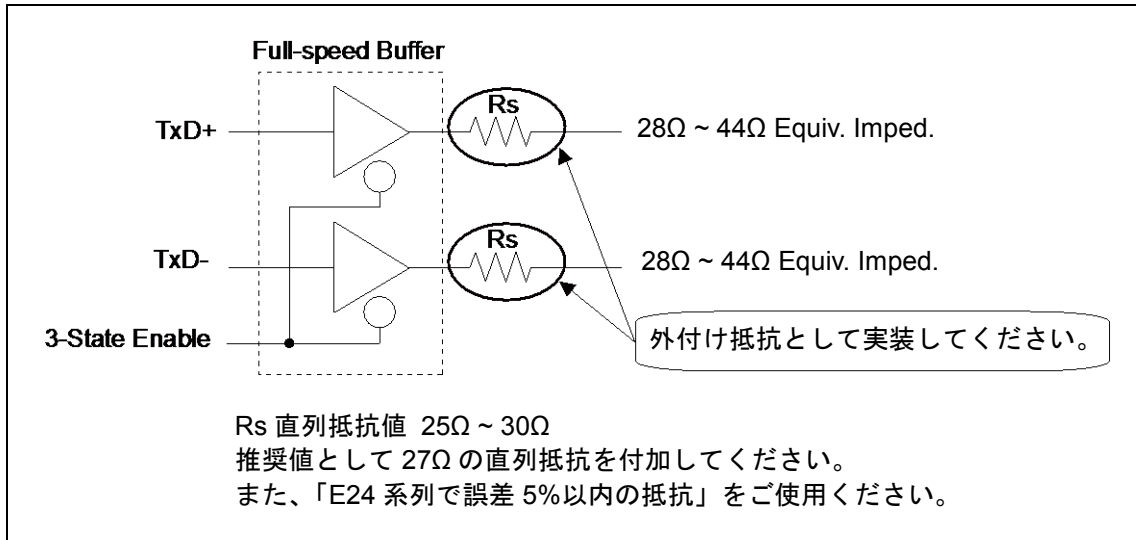 Full-speed Buffer
Rs
TxD+
28Ω ~ 44Ω Equiv. Imped.
Rs
TxD-
28Ω ~ 44Ω Equiv. Imped.
3-State Enable
外付け抵抗として実装してください。
Rs 直列抵抗値 25Ω ~ 30Ω
推奨値として 27Ω の直列抵抗を付加してください。
また、「E24 系列で誤差 5%以内の抵抗」をご使用ください。